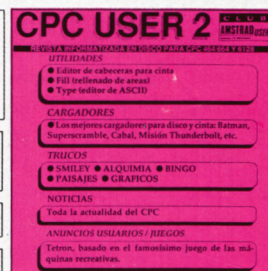 CPC USER 2
CLUB
AMSTRAD USER
REVISTA INFORMATIZADA EN DISCO PARA CPC 464/664 Y 6128
UTILIDADES
● Editor de cabeceras para cinta
● Fill (rellenado de areas)
● Type (editor de ASCII)
CARGADORES
● Los mejores cargadores para disco y cinta: Batman,
Superscramble, Cabal, Misión Thunderbolt, etc.
TRUCOS
● SMILEY ● ALQUIMIA ● BINGO
● PAISAJES ● GRAFICOS
NOTICIAS
Toda la actualidad del CPC
ANUNCIOS USUARIOS / JUEGOS
Tetron, basado en el famosísimo juego de las má-
quinas recreativas.